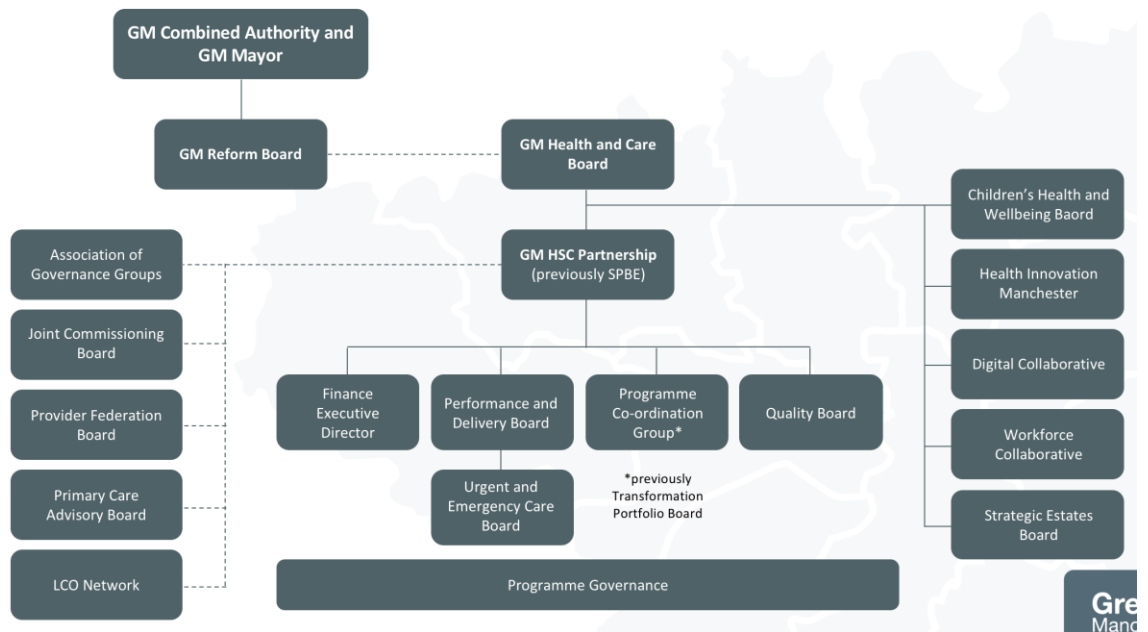 GM Combined Authority and
GM Mayor
GM Reform Board
GM Health and Care
Board
Children's Health and
Wellbeing Baord
Association of
Governance Groups
GM HSC Partnership
(previously SPBE)
Health Innovation
Manchester
Joint Commissioning
Board
Digital Collaborative
Finance
Executive
Director
Performance and
Delivery Board
Programme
Co-ordination
Group*
Quality Board
Provider Federation
Board
Workforce
Collaborative
Primary Care
Advisory Board
Urgent and
Emergency Care
Board
*previously
Transformation
Portfolio Board
Strategic Estates
Board
LCO Network
Programme Governance
Gre
Manc